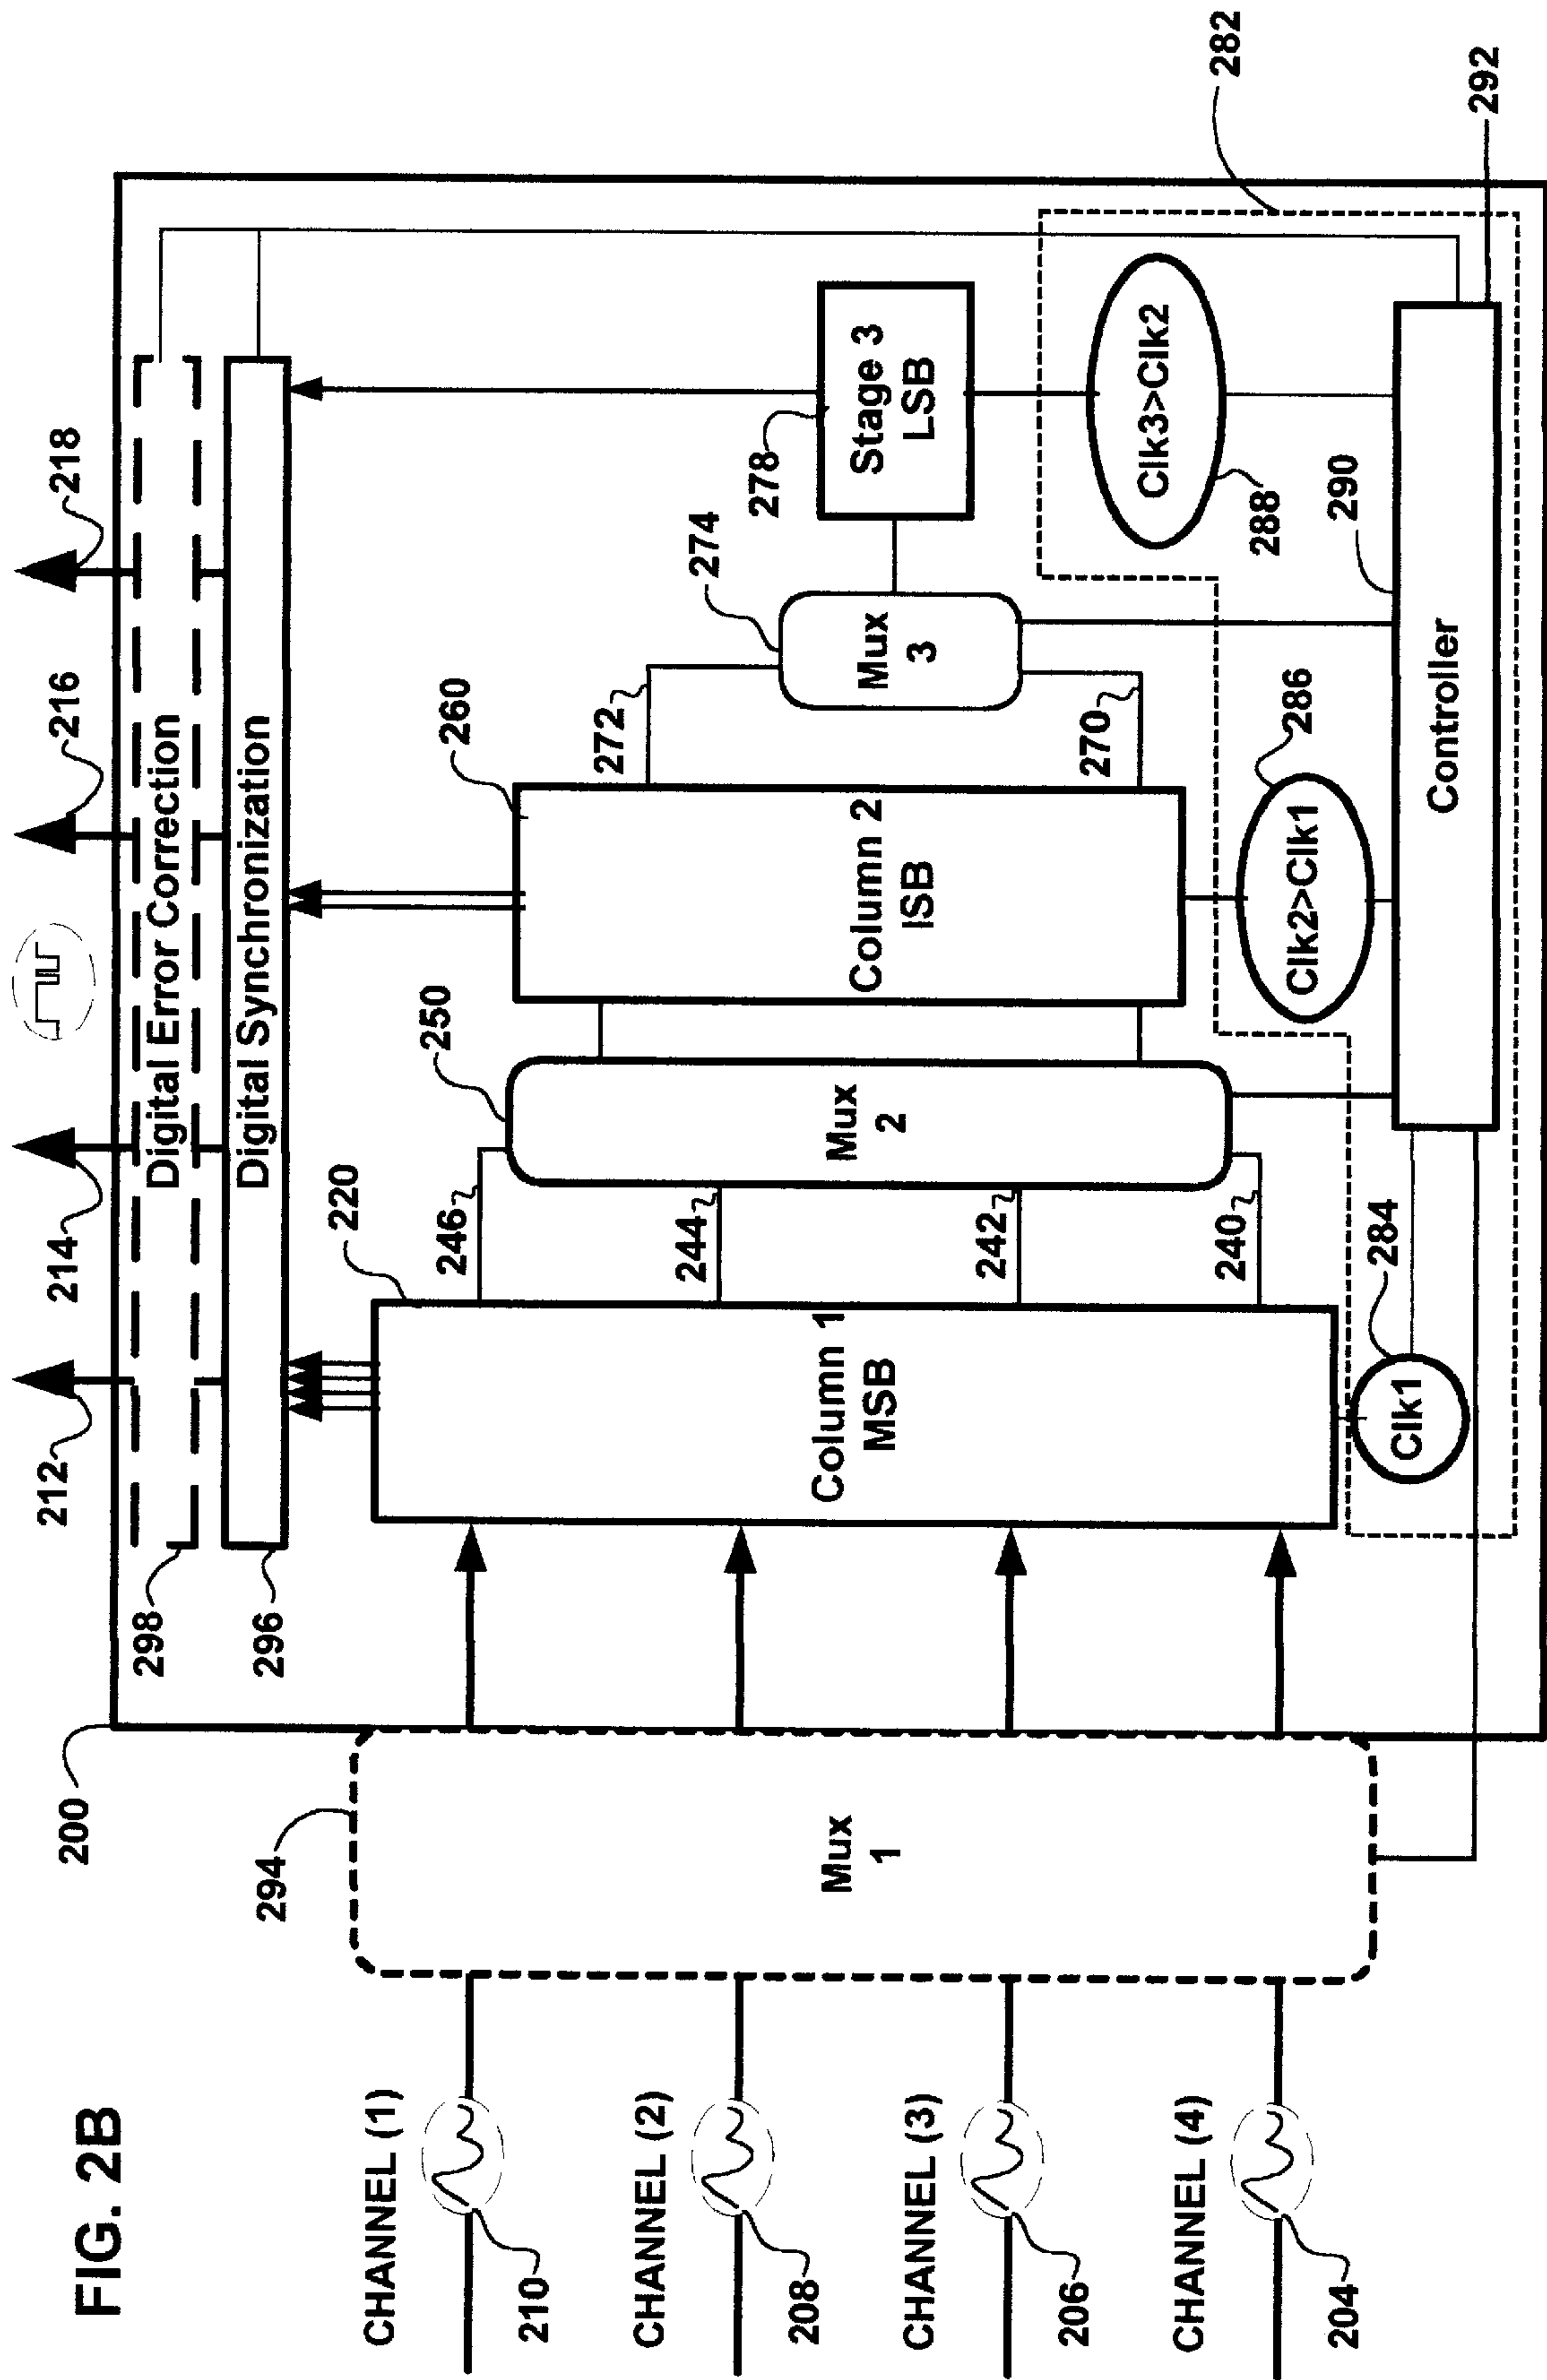 FIG. 2B
CHANNEL (1)
210
CHANNEL (2)
208
CHANNEL (3)
206
CHANNEL (4)
204
200
294
Mux
1
212
214
216
218
298
Digital Error Correction
296
Digital Synchronization
220
Column 1
MSB
246
244
242
240
250
Mux
2
260
Column 2
ISB
272
270
274
Mux
3
278
Stage 3
LSB
282
284
Clk1
286
Clk2>Clk1
288
Clk3>Clk2
290
Controller
292